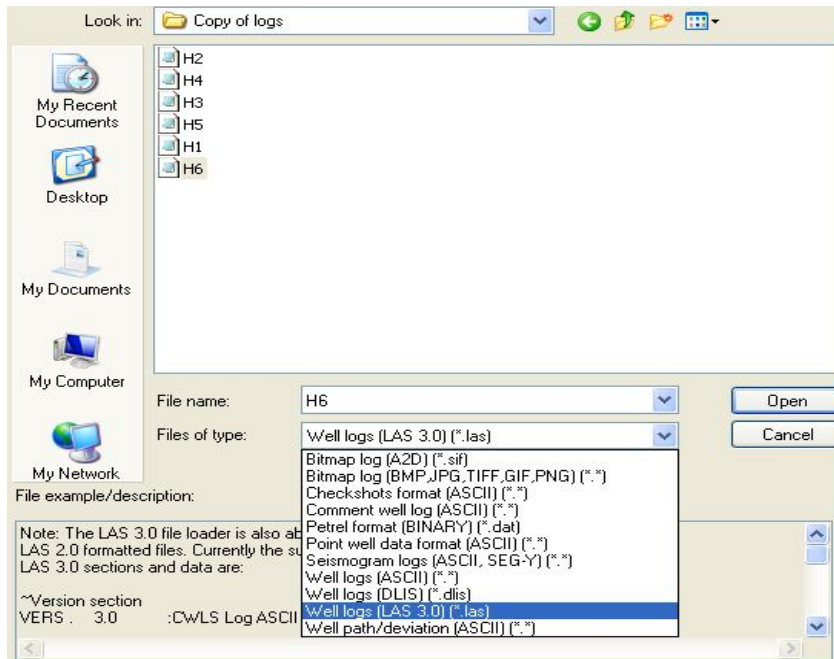 Look in: Copy of logs
My Recent
Documents
Desktop
My Documents
My Computer
My Network
H2
H4
H3
H5
H1
H6
File name: H6 Open
Files of type: Well logs (LAS 3.0) (*.las) Cancel
Bitmap log (A2D) (*.sif)
Bitmap log (BMP,JPG,TIFF,GIF,PNG) (*.*)
Checkshots format (ASCII) (*.*)
Comment well log (ASCII) (*.*)
Petrel format (BINARY) (*.dat)
Point well data format (ASCII) (*.*)
Seismogram logs (ASCII, SEG-Y) (*.*)
Well logs (ASCII) (*.*)
Well logs (DLIS) (*.dlis)
Well logs (LAS 3.0) (*.las)
Well path/deviation (ASCII) (*.*)
File example/description:
Note: The LAS 3.0 file loader is also
LAS 2.0 formatted files. Currently the
LAS 3.0 sections and data are:
~Version section
VERS . 3.0 :CWLS Log ASCII